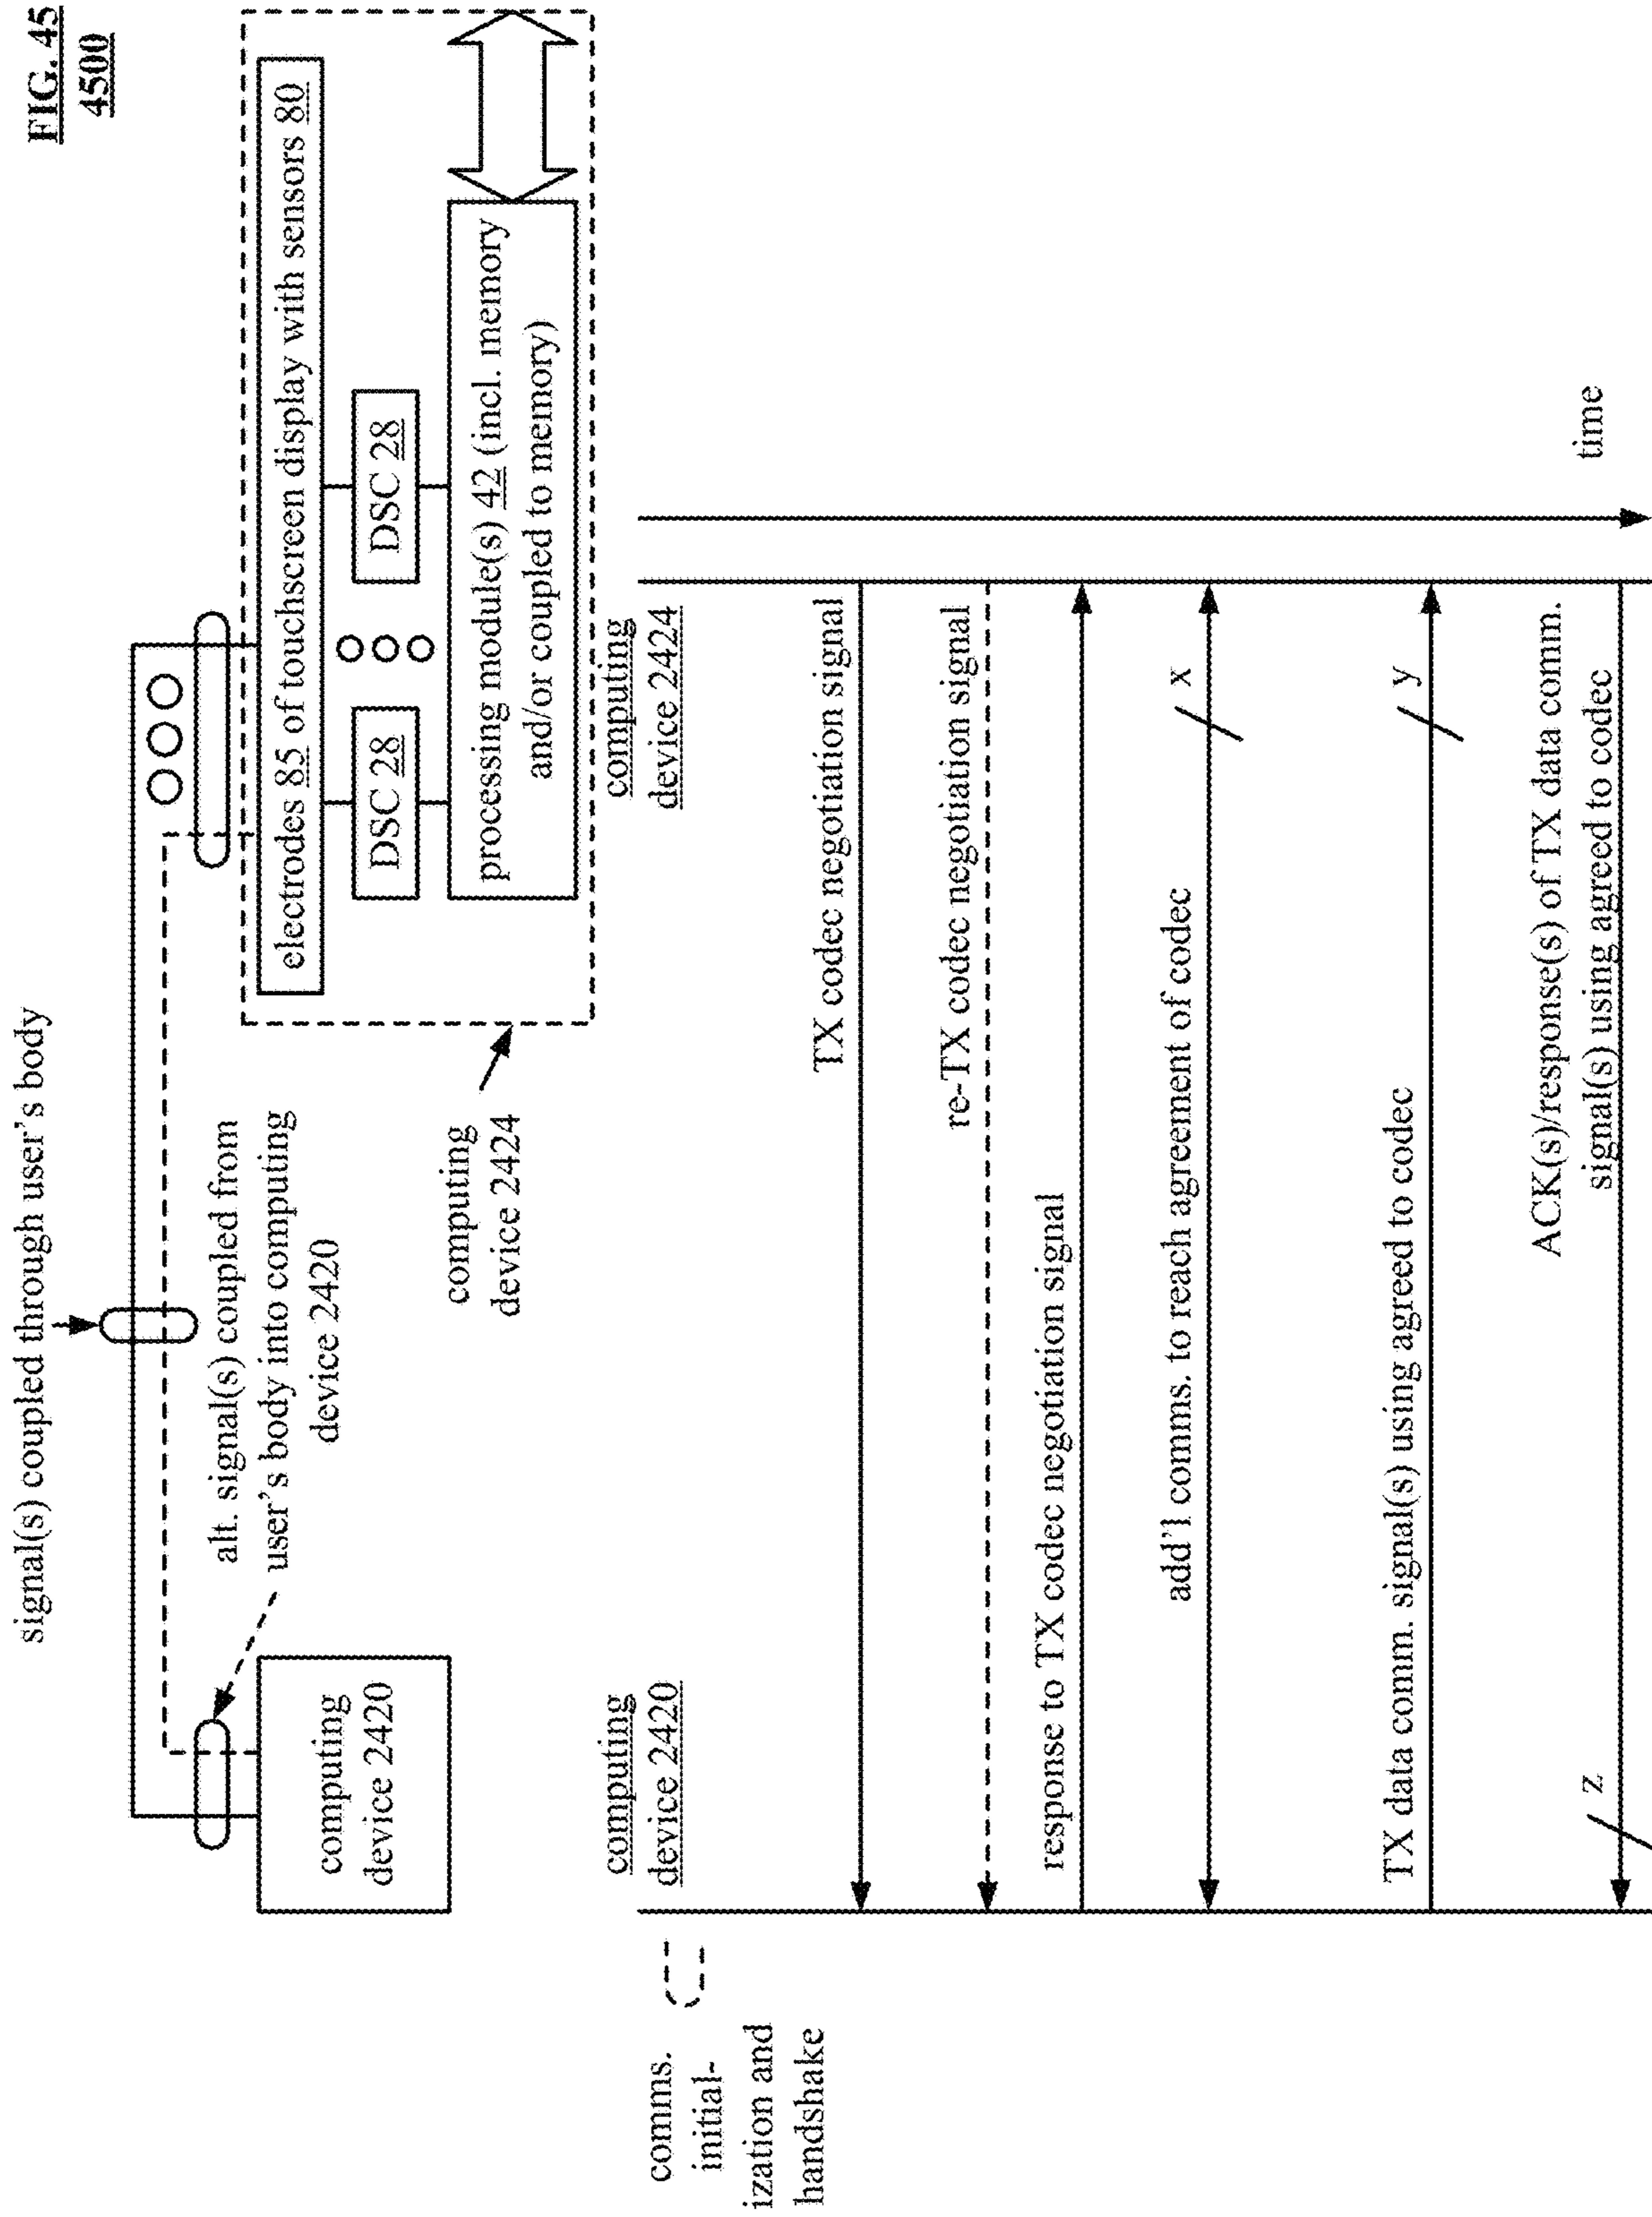 FIG. 45
4500
signal(s) coupled through user's body
alt. signal(s) coupled from
user's body into computing
device 2420
computing
device 2420
computing
device 2424
electrodes 85 of touchscreen display with sensors 80
DSC 28
DSC 28
processing module(s) 42 (incl. memory
and/or coupled to memory)
computing
device 2420
computing
device 2424
comms.
initial-
ization and
handshake
TX codec negotiation signal
re-TX codec negotiation signal
response to TX codec negotiation signal
add'l comms. to reach agreement of codec
x
TX data comm. signal(s) using agreed to codec
y
ACK(s)/response(s) of TX data comm.
signal(s) using agreed to codec
z
time